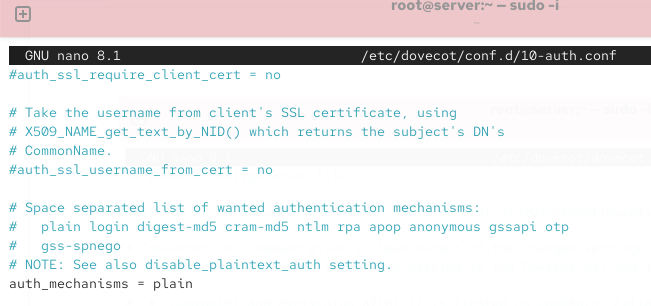 root@server:~ — sudo -i
GNU nano 8.1 /etc/dovecot/conf.d/10-auth.conf
#auth_ssl_require_client_cert = no
# Take the username from client's SSL certificate, using
# X509_NAME_get_text_by_NID() which returns the subject's DN's
# CommonName.
#auth_ssl_username_from_cert = no
# Space separated list of wanted authentication mechanisms:
#   plain login digest-md5 cram-md5 ntlm rpa apop anonymous gssapi otp
#   gss-spnego
# NOTE: See also disable_plaintext_auth setting.
auth_mechanisms = plain